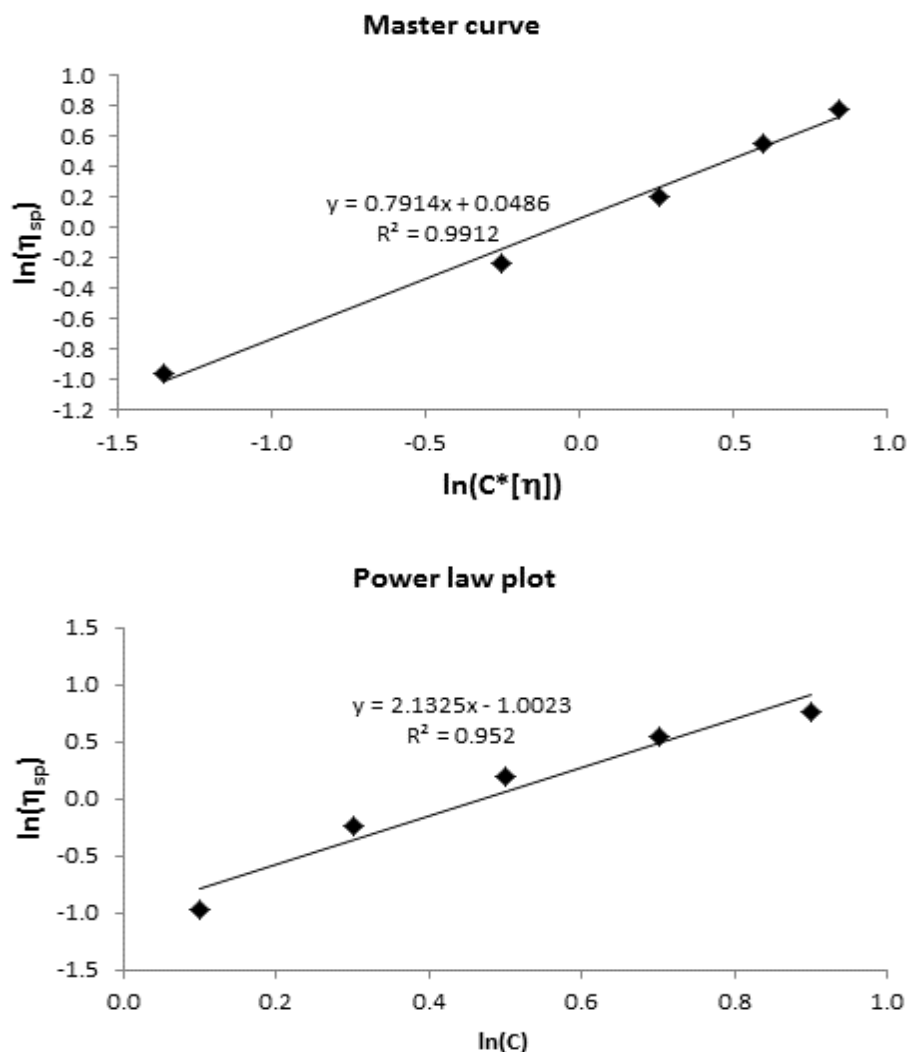 Master curve
1.0
0.8
0.6
0.4
0.2
0.0
-0.2
-0.4
-0.6
-0.8
-1.0
-1.2
ln(ηsp)
y = 0.7914x + 0.0486
R² = 0.9912
-1.5 -1.0 -0.5 0.0 0.5 1.0
ln(C*[η])
Power law plot
1.5
1.0
0.5
0.0
-0.5
-1.0
-1.5
ln(ηsp)
y = 2.1325x - 1.0023
R² = 0.952
0.0 0.2 0.4 0.6 0.8 1.0
ln(C)